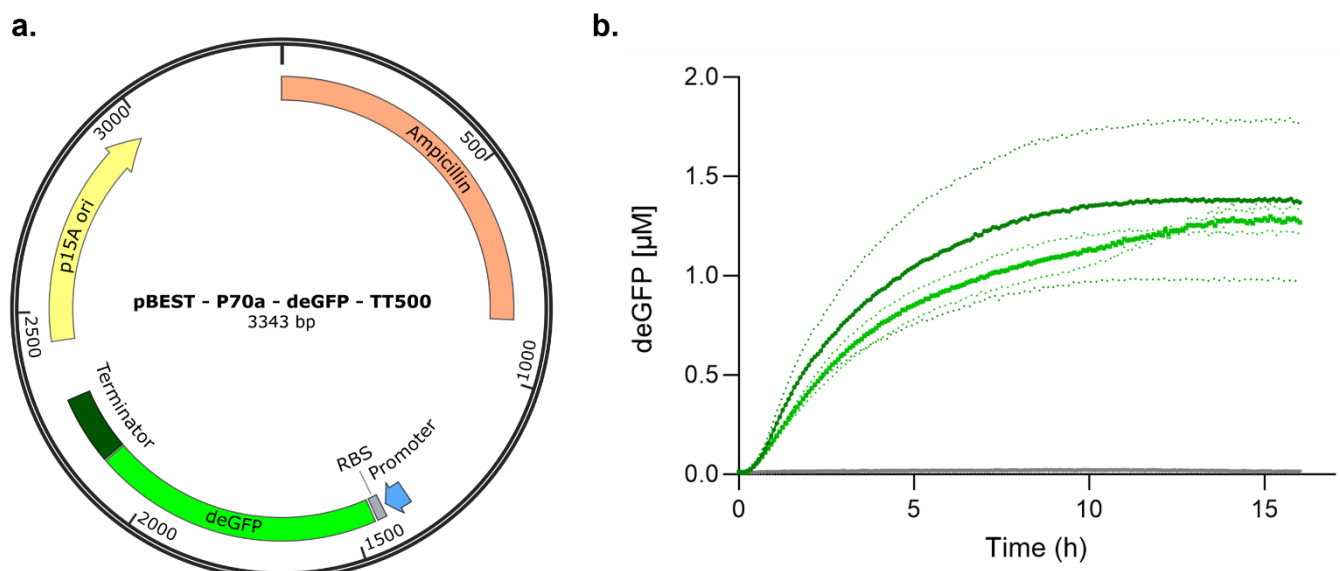 a.
3000
500
Ampicillin
p15A ori
pBEST - P70a - deGFP - TT500
3343 bp
2500
1000
Terminator
RBS
Promoter
deGFP
2000
1500
b.
2.0
1.5
1.0
0.5
0.0
deGFP [µM]
0
5
10
15
Time (h)